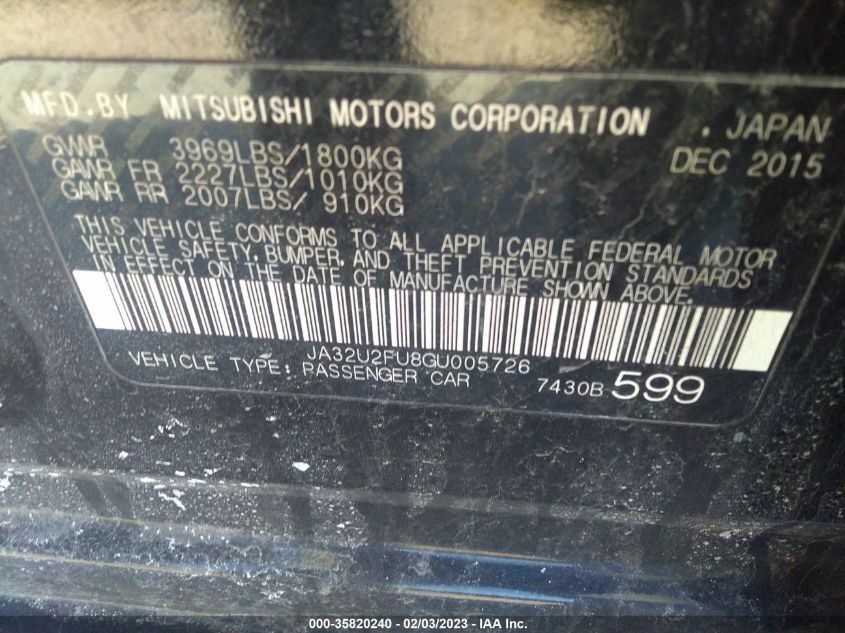 MFD.BY MITSUBISHI MOTORS CORPORATION . JAPAN
GVWR 3969LBS/1800KG DEC 2015
GAWR FR 2227LBS/1010KG
GAWR RR 2007LBS/ 910KG
THIS VEHICLE CONFORMS TO ALL APPLICABLE FEDERAL MOTOR
VEHICLE SAFETY, BUMPER, AND THEFT PREVENTION STANDARDS
IN EFFECT ON THE DATE OF MANUFACTURE SHOWN ABOVE.
JA32U2FU8GU005726
VEHICLE TYPE: PASSENGER CAR 7430B 599
000-35820240 - 02/03/2023 - IAA Inc.